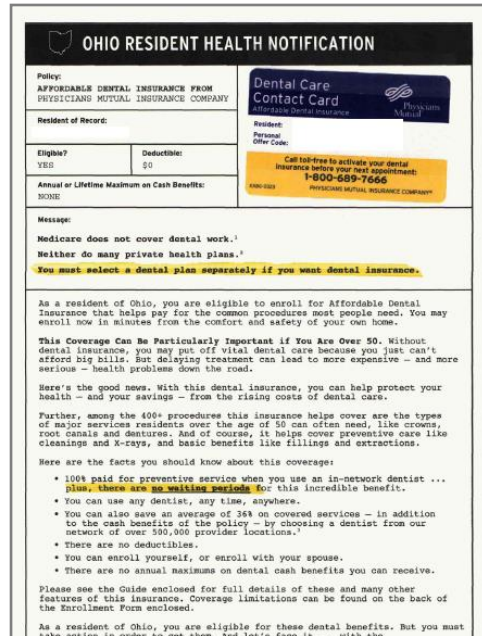 OHIO RESIDENT HEALTH NOTIFICATION
Policy:
AFFORDABLE DENTAL INSURANCE FROM
PHYSICIANS MUTUAL INSURANCE COMPANY
Resident of Record:
Eligible?
YES
Deductible:
$0
Annual or Lifetime Maximum on Cash Benefits:
NONE
Dental Care
Contact Card
Affordable Dental Insurance
Physicians
Mutual
Resident:
Personal
Offer Code:
Call toll-free to activate your dental
insurance before your next appointment:
1-800-689-7666
PHYSICIANS MUTUAL INSURANCE COMPANY
Message:
Medicare does not cover dental work.¹
Neither do many private health plans.²
You must select a dental plan separately if you want dental insurance.
As a resident of Ohio, you are eligible to enroll for Affordable Dental
Insurance that helps pay for the common procedures most people need. You may
enroll now in minutes from the comfort and safety of your own home.
This Coverage Can Be Particularly Important if You Are Over 50. Without
dental insurance, you may put off vital dental care because you just can't
afford big bills. But delaying treatment can lead to more expensive — and more
serious — health problems down the road.
Here's the good news. With this dental insurance, you can help protect your
health — and your savings — from the rising costs of dental care.
Further, among the 400+ procedures this insurance helps cover are the types
of major services residents over the age of 50 can often need, like crowns,
root canals and dentures. And of course, it helps cover preventive care like
cleanings and X-rays, and basic benefits like fillings and extractions.
Here are the facts you should know about this coverage:
• 100% paid for preventive service when you use an in-network dentist ...
plus, there are no waiting periods for this incredible benefit.
• You can use any dentist, any time, anywhere.
• You can also save an average of 36% on covered services — in addition
to the cash benefits of the policy — by choosing a dentist from our
network of over 500,000 provider locations.³
• There are no deductibles.
• You can enroll yourself, or enroll with your spouse.
• There are no annual maximums on dental cash benefits you can receive.
Please see the Guide enclosed for full details of these and many other
features of this insurance. Coverage limitations can be found on the back of
the Enrollment Form enclosed.
As a resident of Ohio, you are eligible for these dental benefits. But you must
take action in order to get them. And let's face it with the